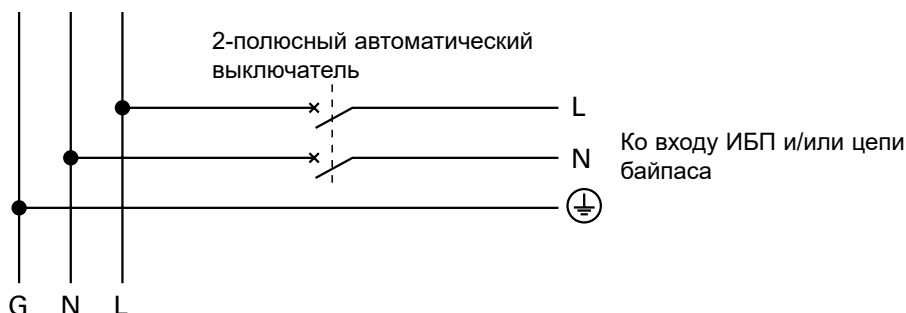 2-полюсный автоматический
выключатель
L
N
Ко входу ИБП и/или цепи
байпаса
G N L